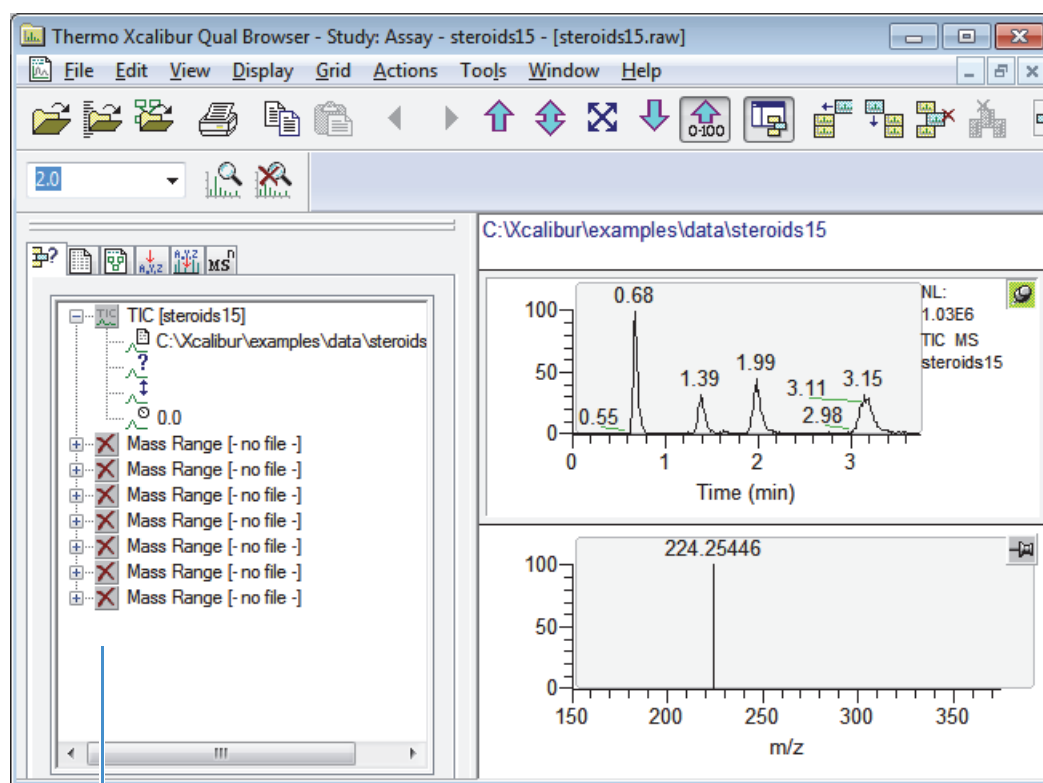 Thermo Xcalibur Qual Browser - Study: Assay - steroids15 - [steroids15.raw]
File Edit View Display Grid Actions Tools Window Help
0-100
2.0
A,Y,Z A,Y,Z MSⁿ
TIC TIC [steroids15]
C:\Xcalibur\examples\data\steroids
?
0.0
Mass Range [- no file -]
Mass Range [- no file -]
Mass Range [- no file -]
Mass Range [- no file -]
Mass Range [- no file -]
Mass Range [- no file -]
Mass Range [- no file -]
C:\Xcalibur\examples\data\steroids15
NL:
1.03E6
TIC MS
steroids15
100
50
0
0.55
0.68
1.39
1.99
2.98
3.11
3.15
0 1 2 3
Time (min)
224.25446
100
50
0
150 200 250 300 350
m/z